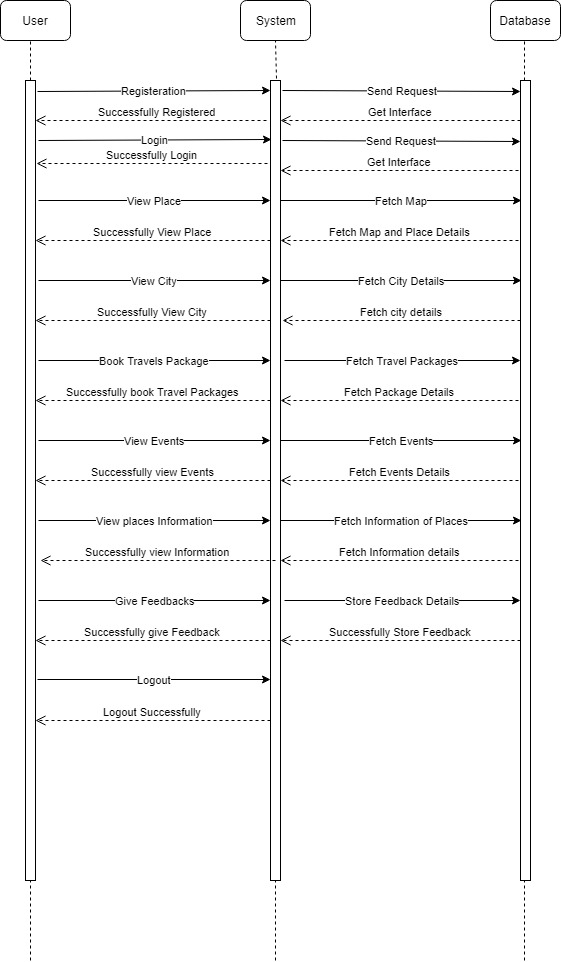 User
System
Database
Registeration
Send Request
Successfully Registered
Get Interface
Login
Send Request
Successfully Login
Get Interface
View Place
Fetch Map
Successfully View Place
Fetch Map and Place Details
View City
Fetch City Details
Successfully View City
Fetch city details
Book Travels Package
Fetch Travel Packages
Successfully book Travel Packages
Fetch Package Details
View Events
Fetch Events
Successfully view Events
Fetch Events Details
View places Information
Fetch Information of Places
Successfully view Information
Fetch Information details
Give Feedbacks
Store Feedback Details
Successfully give Feedback
Successfully Store Feedback
Logout
Logout Successfully